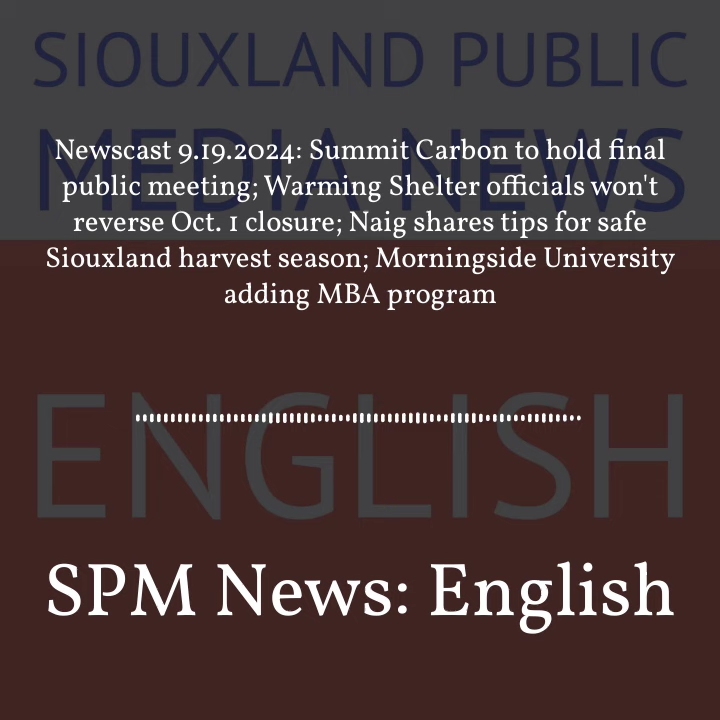 SIOUXLAND PUBLIC
MEDIA NEWS
Newscast 9.19.2024: Summit Carbon to hold final
public meeting; Warming Shelter officials won't
reverse Oct. 1 closure; Naig shares tips for safe
Siouxland harvest season; Morningside University
adding MBA program
ENGLISH
SPM News: English